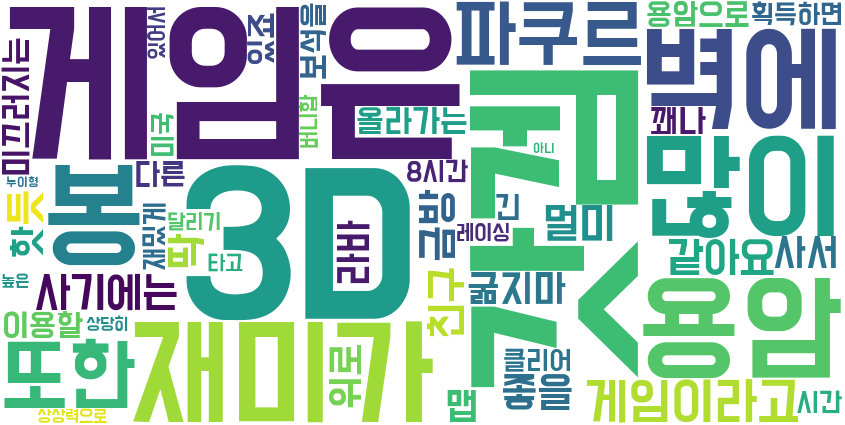 게임은
있어서
보석을
파쿠르
용암으로
획득하면
벽에
미끄러지는
미국
버니합
올라가는
꽤나
아니
많이
다른
8시간
누이형
봉
3D
라바
금방
긴
레이싱
멀미
재밌게
달리기
타고
같아요
사서
높은
사기에는
친구
굶지마
용암
이용할
상당히
또한
재미가
위로
클리어
좋을
맵
게임이라고
시간
상상력으로